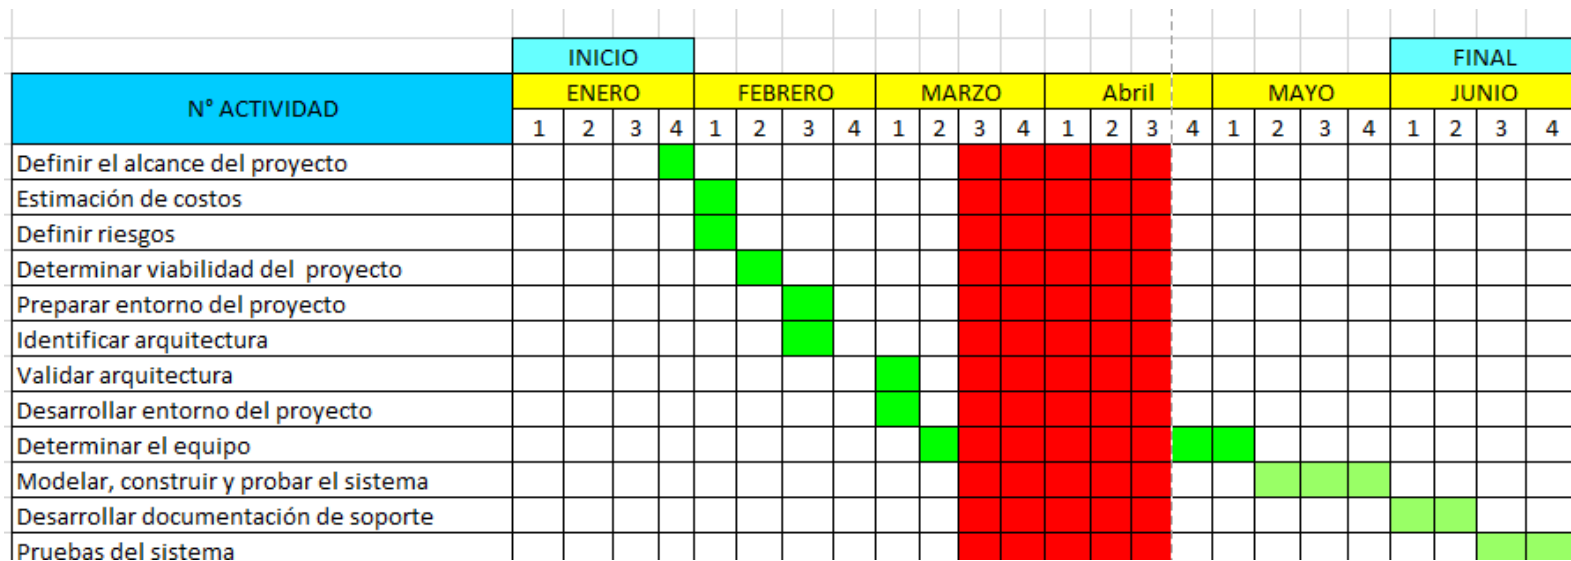 INICIO FINAL
N° ACTIVIDAD ENERO FEBRERO MARZO Abril MAYO JUNIO
1 2 3 4 1 2 3 4 1 2 3 4 1 2 3 4 1 2 3 4 1 2 3 4
Definir el alcance del proyecto
Estimación de costos
Definir riesgos
Determinar viabilidad del  proyecto
Preparar entorno del proyecto
Identificar arquitectura
Validar arquitectura
Desarrollar entorno del proyecto
Determinar el equipo
Modelar, construir y probar el sistema
Desarrollar documentación de soporte
Pruebas del sistema